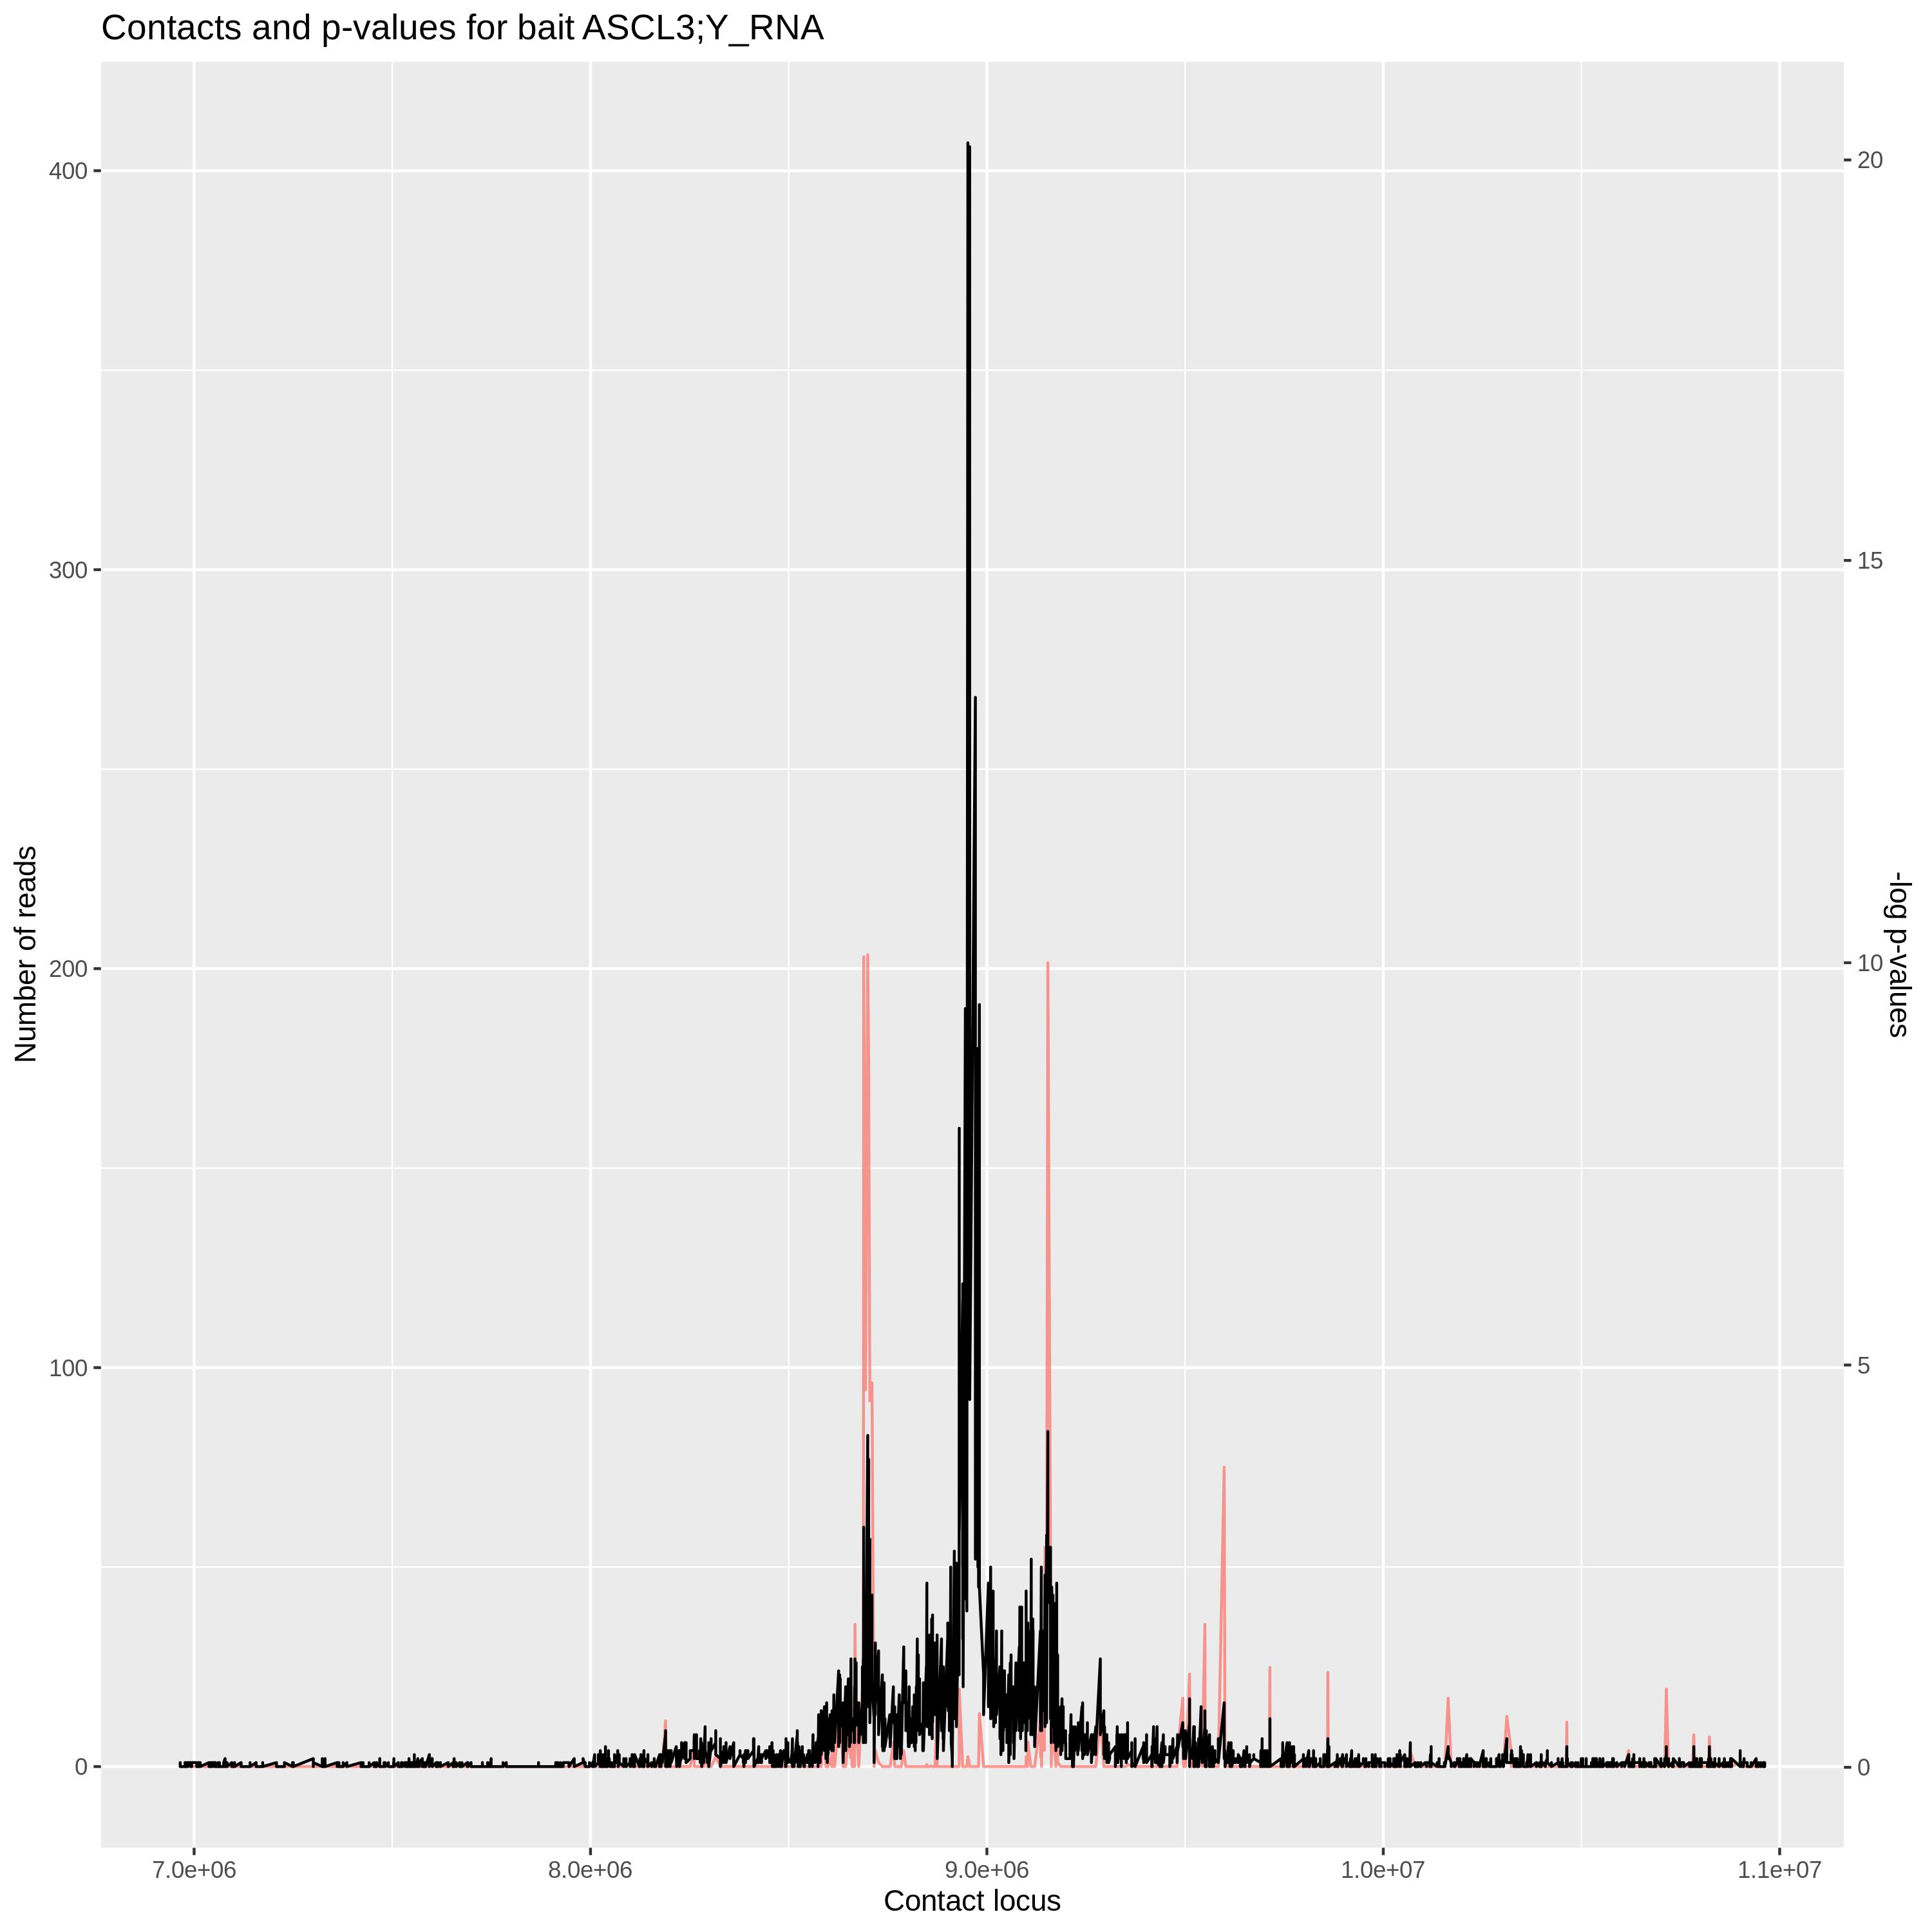 Contacts and p-values for bait ASCL3;Y_RNA
400
300
200
100
0
Number of reads
20
15
10
5
0
-log p-values
7.0e+06 8.0e+06 9.0e+06 1.0e+07 1.1e+07
Contact locus